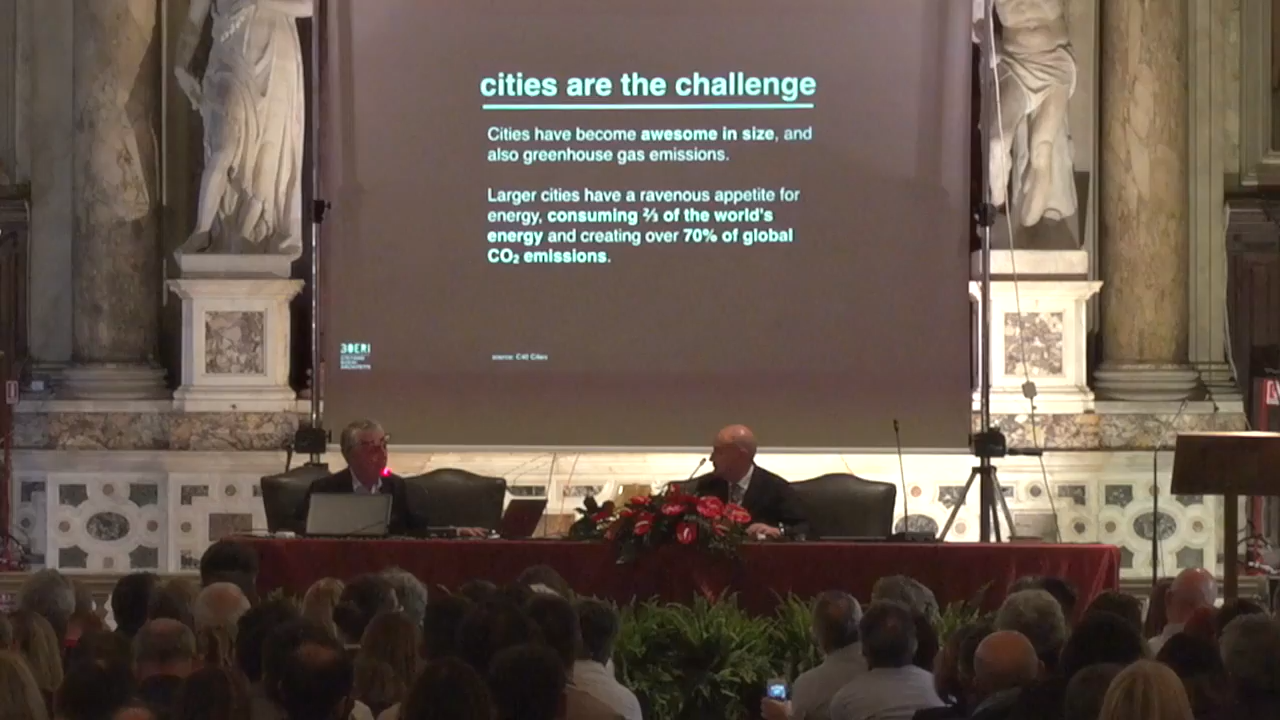 cities are the challenge
Cities have become awesome in size, and
also greenhouse gas emissions.
Larger cities have a ravenous appetite for
energy, consuming ⅔ of the world's
energy and creating over 70% of global
CO₂ emissions.
source: C40 Cities